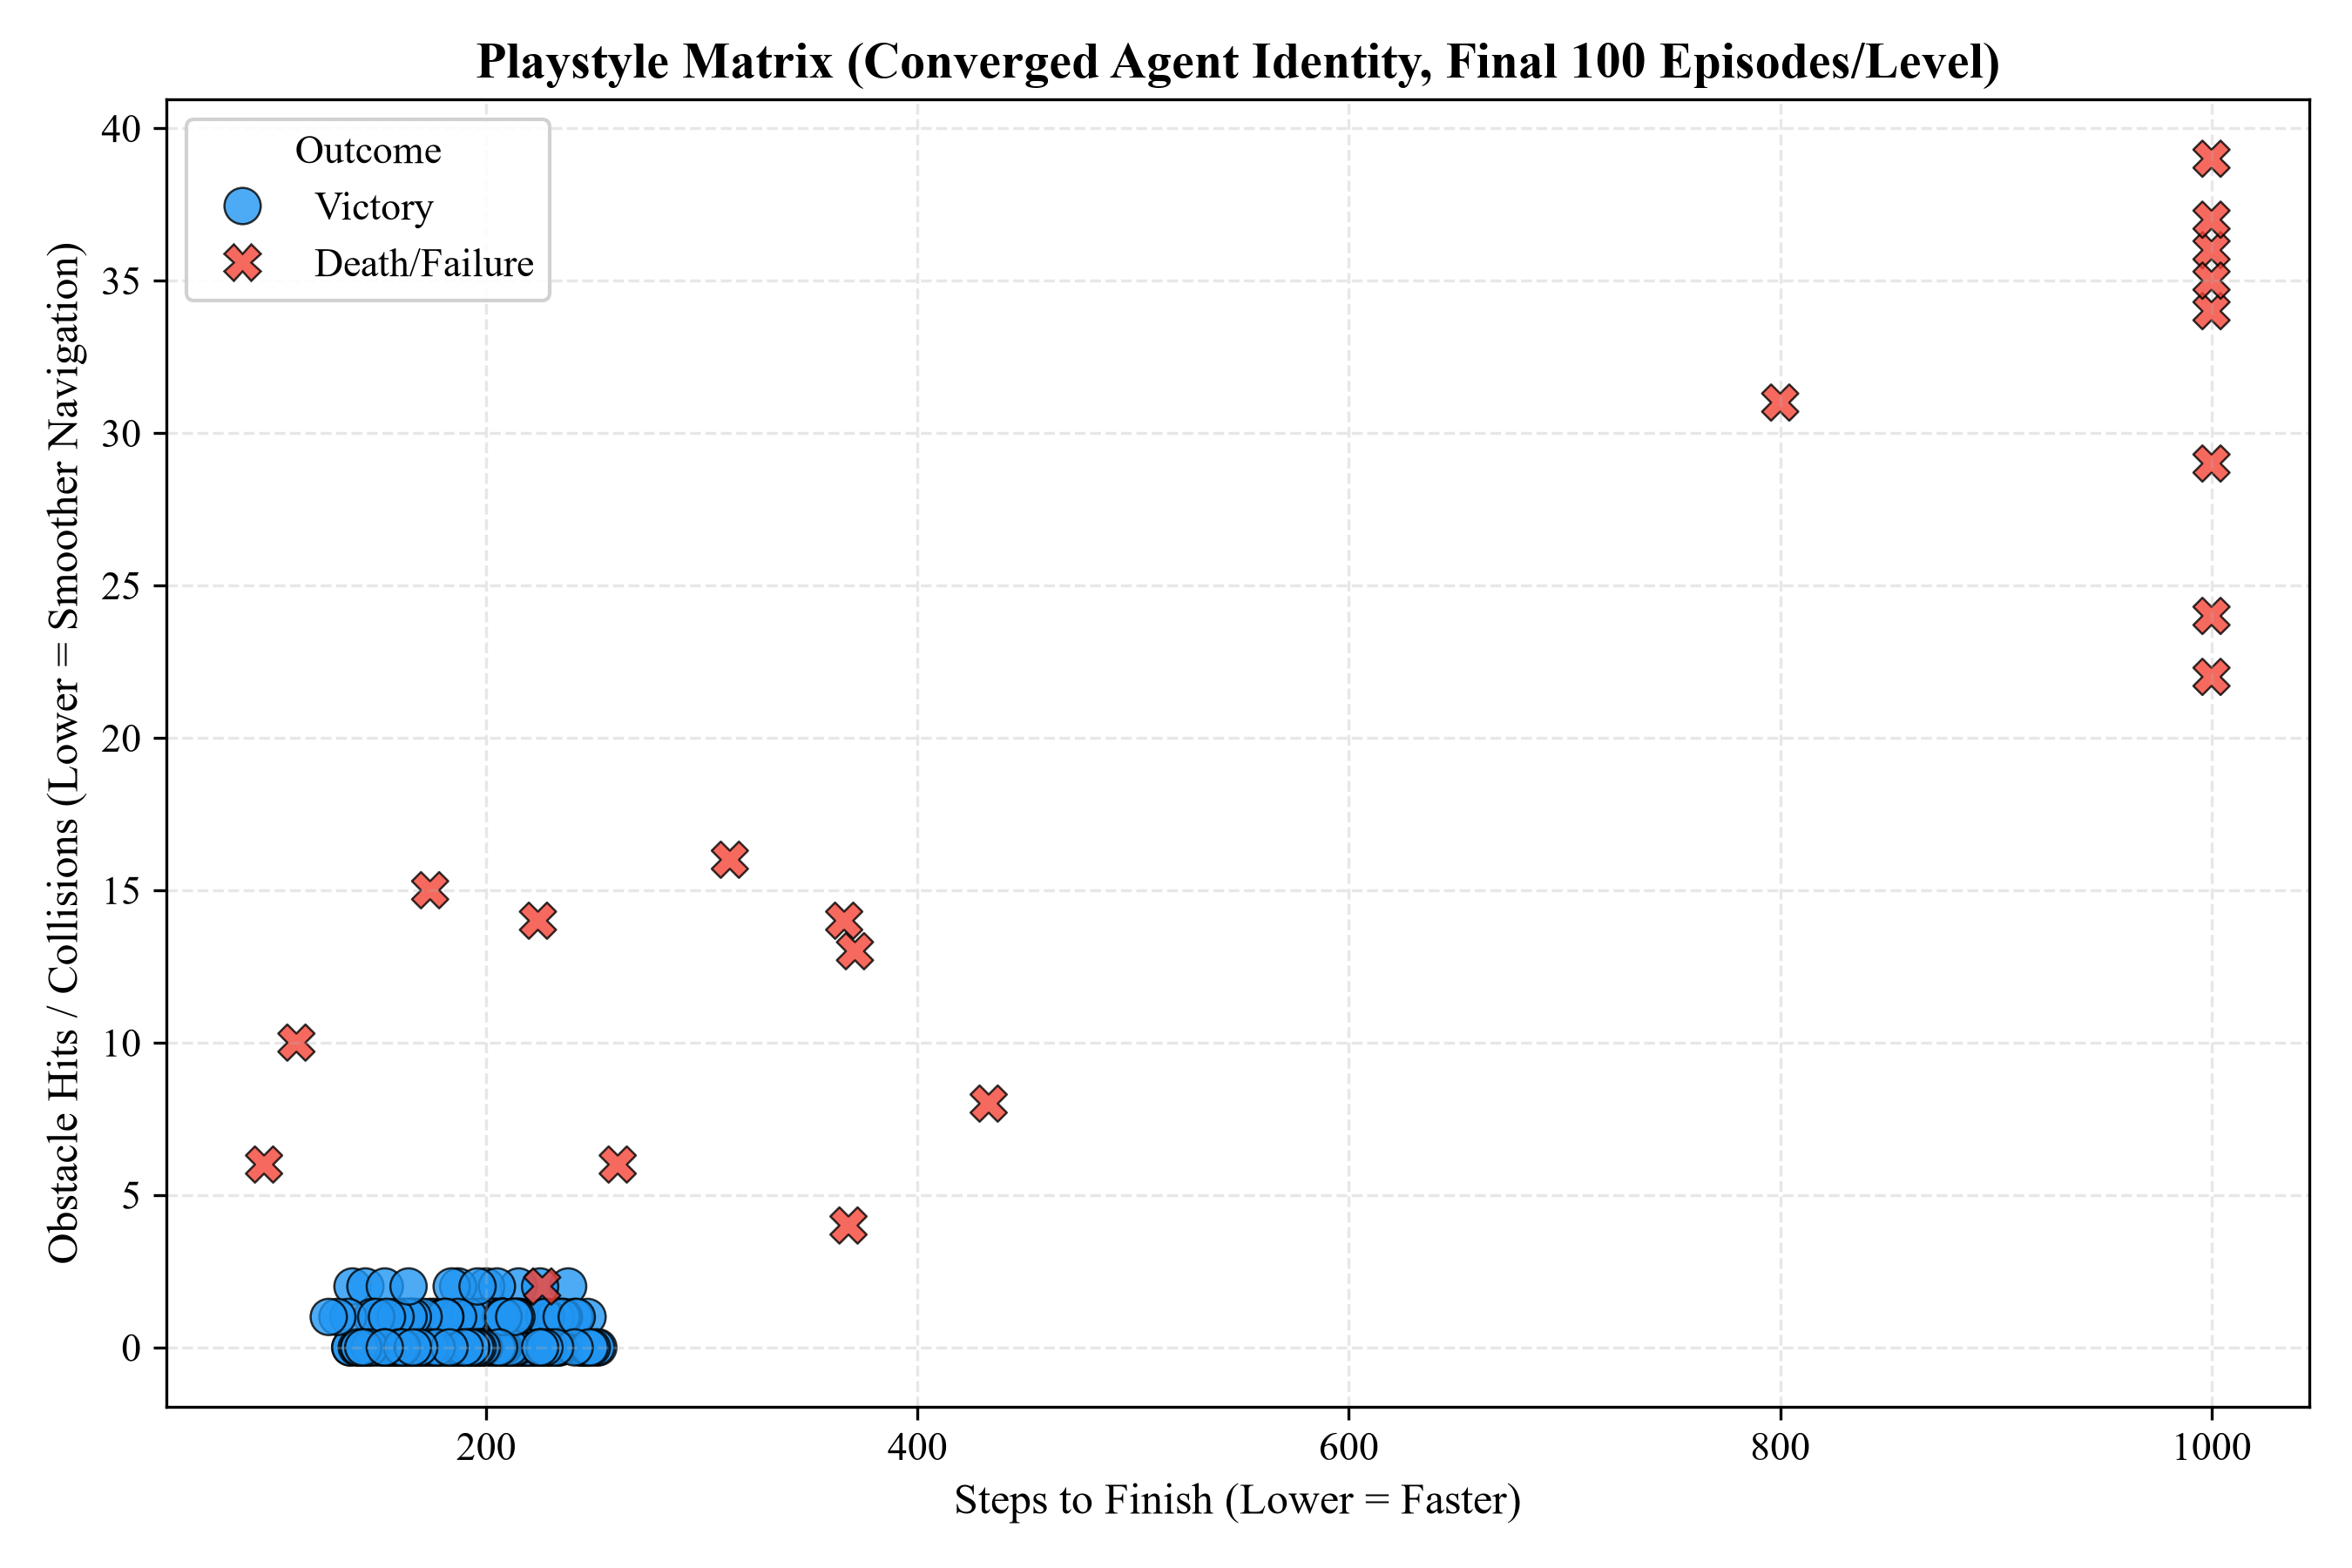 Playstyle Matrix (Converged Agent Identity, Final 100 Episodes/Level)
Outcome
Victory
Death/Failure
Obstacle Hits / Collisions (Lower = Smoother Navigation)
40
35
30
25
20
15
10
5
0
200 400 600 800 1000
Steps to Finish (Lower = Faster)